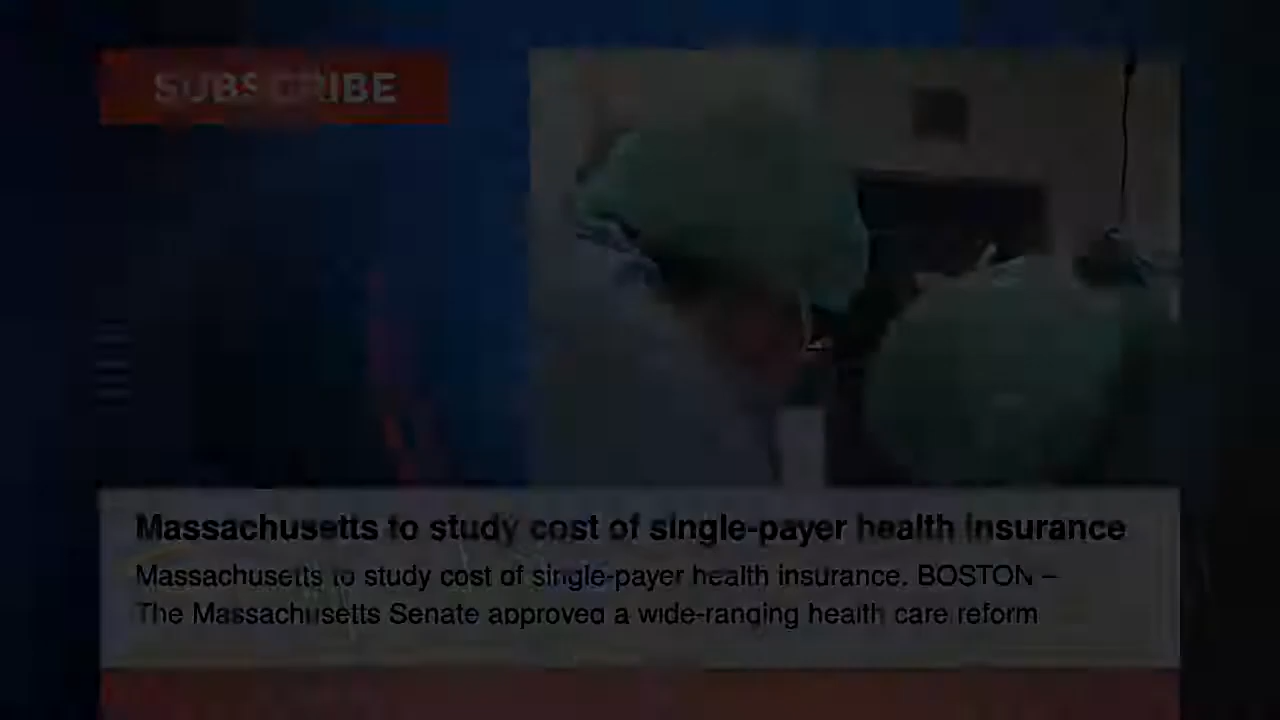 SUBSCRIBE
Massachusetts to study cost of single-payer health insurance
Massachusetts to study cost of single-payer health insurance. BOSTON –
The Massachusetts Senate approved a wide-ranging health care reform